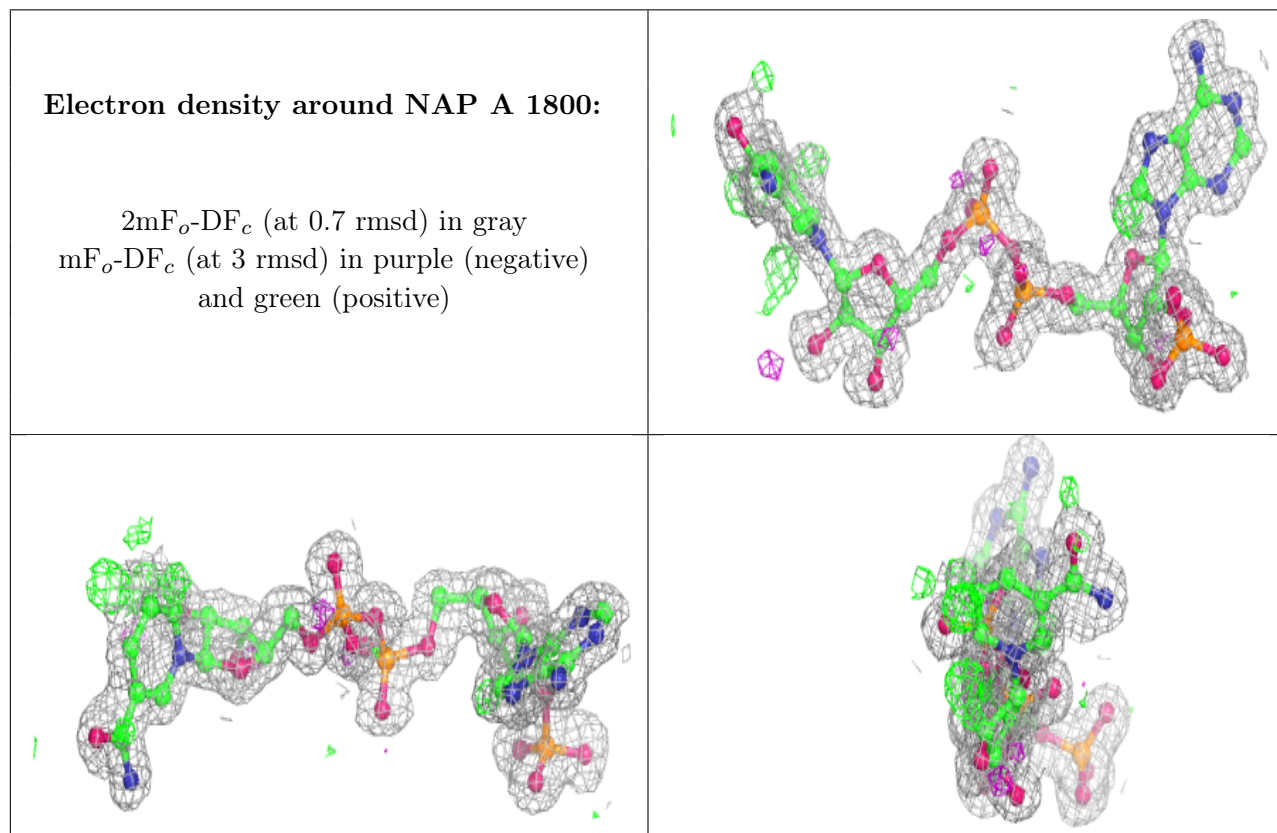 Electron density around NAP A 1800:
2mFo-DFc (at 0.7 rmsd) in gray
mFo-DFc (at 3 rmsd) in purple (negative)
and green (positive)